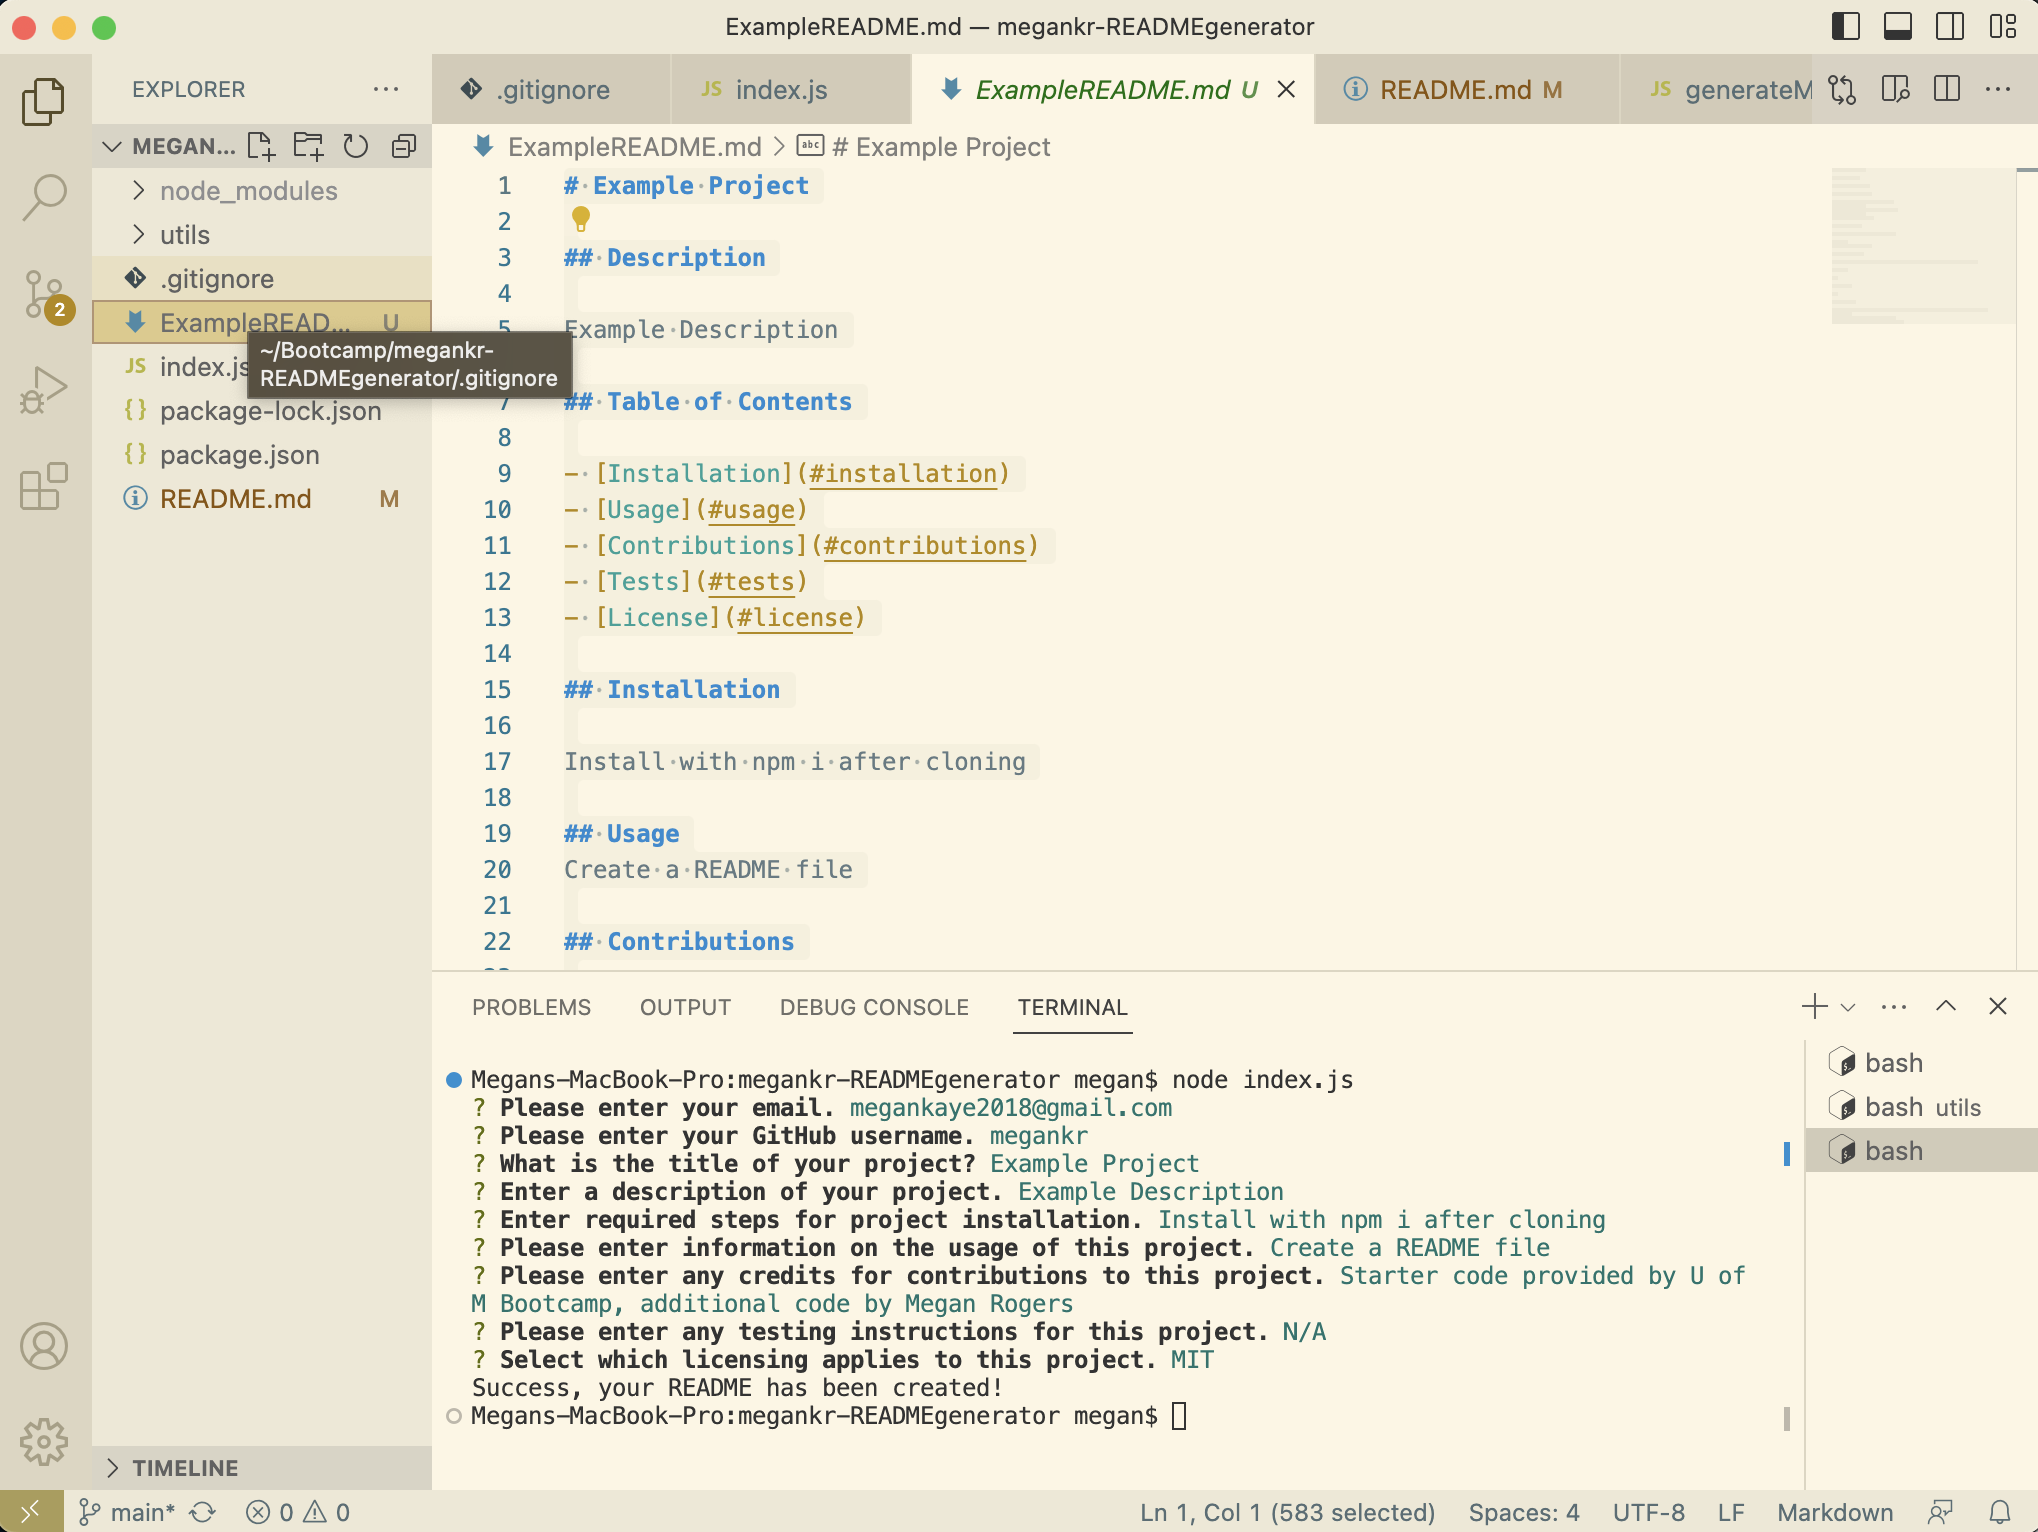 ExampleREADME.md — megankr-READMEgenerator
EXPLORER
MEGAN...
node_modules
utils
.gitignore
ExampleREAD... U
index.js
package-lock.json
package.json
README.md M
~/Bootcamp/megankr-
READMEgenerator/.gitignore
TIMELINE
2
.gitignore
JS index.js
ExampleREADME.md U
README.md M
JS generateM
ExampleREADME.md > # Example Project
1 # Example Project
2
3 ## Description
4
5 Example Description
7 ## Table of Contents
8
9 - [Installation](#installation)
10 - [Usage](#usage)
11 - [Contributions](#contributions)
12 - [Tests](#tests)
13 - [License](#license)
14
15 ## Installation
16
17 Install with npm i after cloning
18
19 ## Usage
20 Create a README file
21
22 ## Contributions
PROBLEMS OUTPUT DEBUG CONSOLE TERMINAL
Megans-MacBook-Pro:megankr-READMEgenerator megan$ node index.js
? Please enter your email. megankaye2018@gmail.com
? Please enter your GitHub username. megankr
? What is the title of your project? Example Project
? Enter a description of your project. Example Description
? Enter required steps for project installation. Install with npm i after cloning
? Please enter information on the usage of this project. Create a README file
? Please enter any credits for contributions to this project. Starter code provided by U of
M Bootcamp, additional code by Megan Rogers
? Please enter any testing instructions for this project. N/A
? Select which licensing applies to this project. MIT
Success, your README has been created!
Megans-MacBook-Pro:megankr-READMEgenerator megan$
bash
bash utils
bash
main* 0 0
Ln 1, Col 1 (583 selected) Spaces: 4 UTF-8 LF Markdown